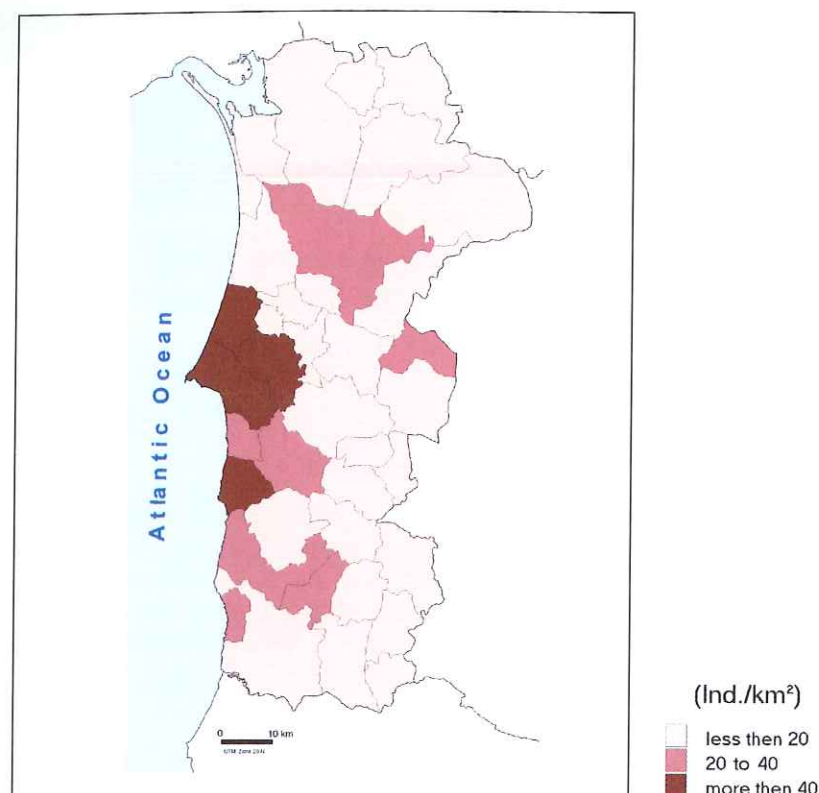 Atlantic Ocean
0 10 km
(Ind./km²)
less then 20
20 to 40
more then 40